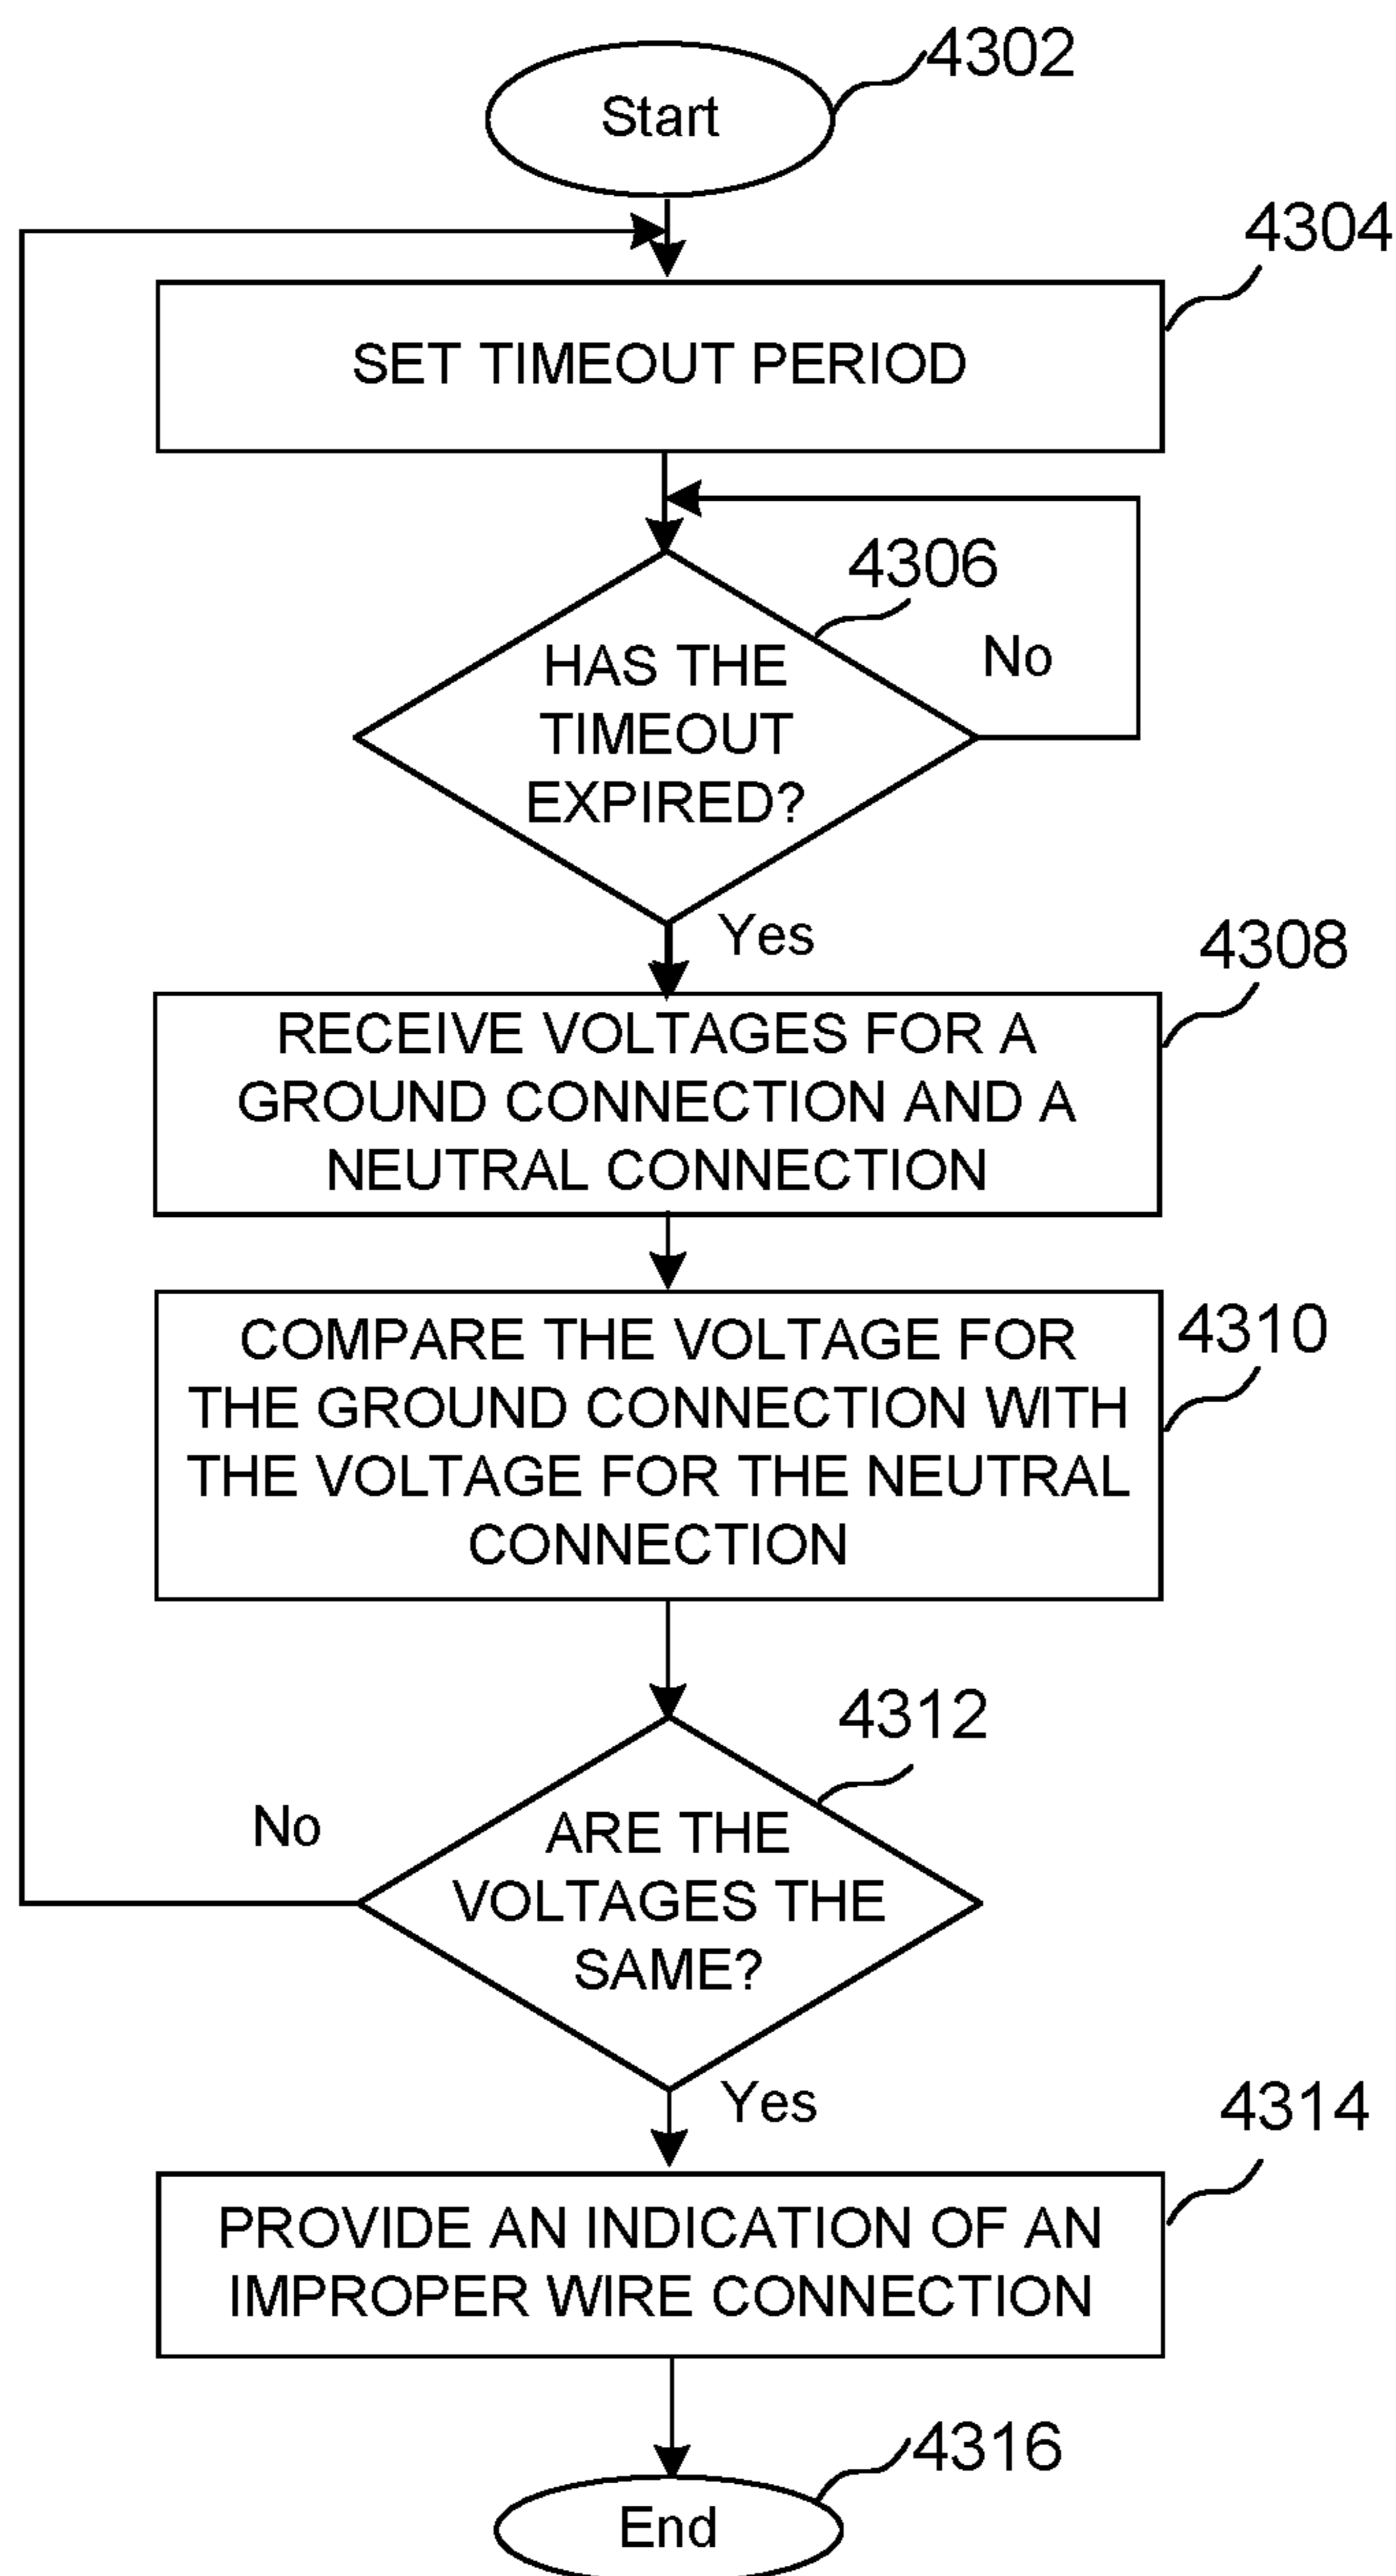 4302
Start
4304
SET TIMEOUT PERIOD
4306
HAS THE
TIMEOUT
EXPIRED?
No
Yes
4308
RECEIVE VOLTAGES FOR A
GROUND CONNECTION AND A
NEUTRAL CONNECTION
4310
COMPARE THE VOLTAGE FOR
THE GROUND CONNECTION WITH
THE VOLTAGE FOR THE NEUTRAL
CONNECTION
4312
No
ARE THE
VOLTAGES THE
SAME?
Yes
4314
PROVIDE AN INDICATION OF AN
IMPROPER WIRE CONNECTION
4316
End